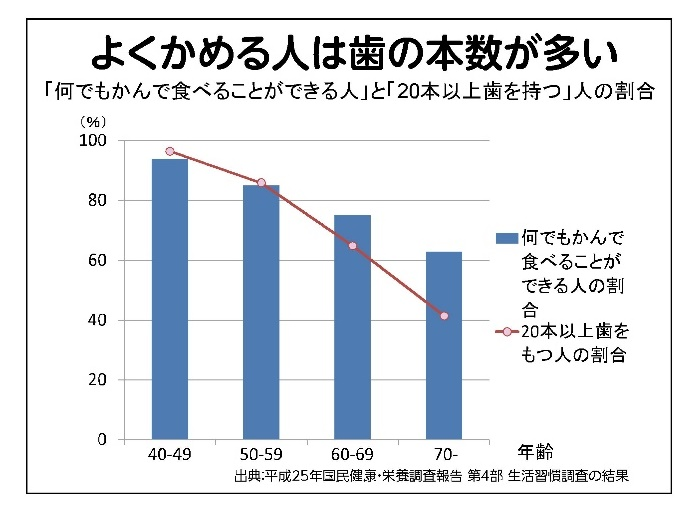 よくかめる人は歯の本数が多い
「何でもかんで食べることができる人」と「20本以上歯を持つ」人の割合
（%）
100
80
60
40
20
0
40-49
50-59
60-69
70-
年齢
何でもかんで
食べることが
できる人の割
合
20本以上歯を
もつ人の割合
出典:平成25年国民健康・栄養調査報告 第4部 生活習慣調査の結果